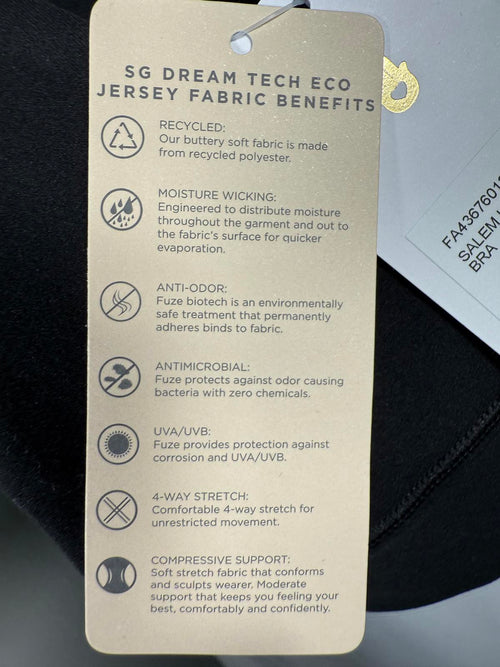 SG DREAM TECH ECO
JERSEY FABRIC BENEFITS
RECYCLED:
Our buttery soft fabric is made
from recycled polyester.
MOISTURE WICKING:
Engineered to distribute moisture
throughout the garment and out to
the fabric's surface for quicker
evaporation.
ANTI-ODOR:
Fuze biotech is an environmentally
safe treatment that permanently
adheres binds to fabric.
ANTIMICROBIAL:
Fuze protects against odor causing
bacteria with zero chemicals.
UVA/UVB:
Fuze provides protection against
corrosion and UVA/UVB.
4-WAY STRETCH:
Comfortable 4-way stretch for
unrestricted movement.
COMPRESSIVE SUPPORT:
Soft stretch fabric that conforms
and sculpts wearer. Moderate
support that keeps you feeling your
best, comfortably and confidently.
SALEM
BRA